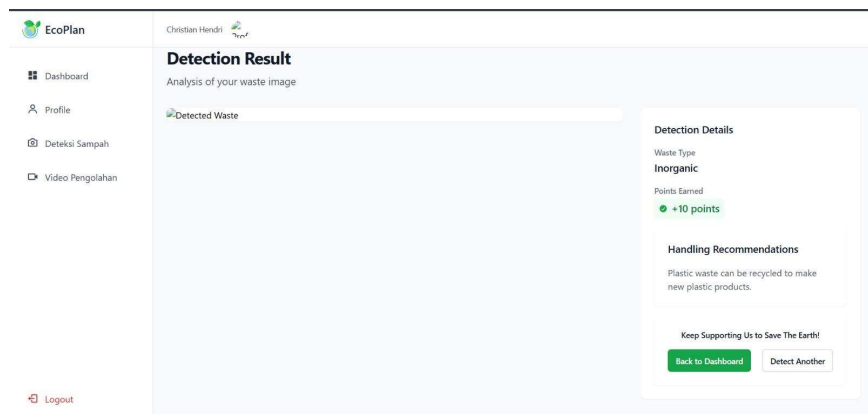 EcoPlan
Christian Hendri
Prof
Dashboard
Profile
Deteksi Sampah
Video Pengolahan
Logout
Detection Result
Analysis of your waste image
Detected Waste
Detection Details
Waste Type
Inorganic
Points Earned
+10 points
Handling Recommendations
Plastic waste can be recycled to make
new plastic products.
Keep Supporting Us to Save The Earth!
Back to Dashboard
Detect Another